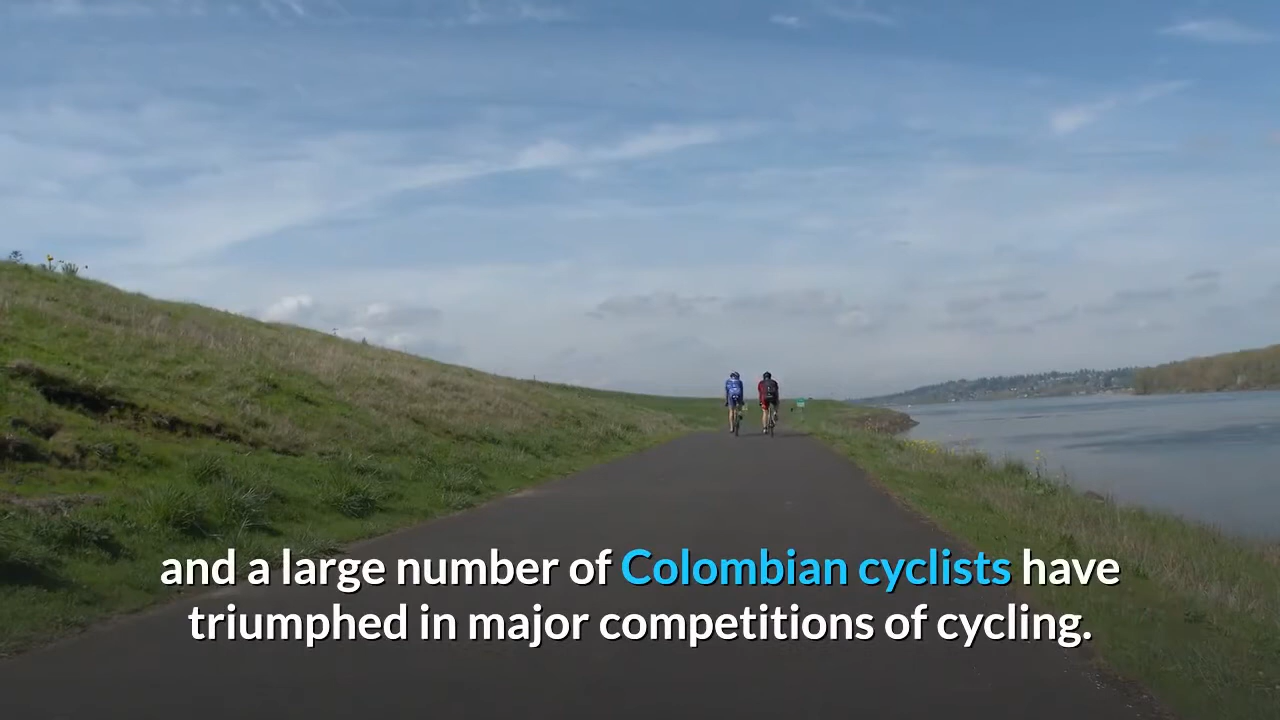 and a large number of Colombian cyclists have
triumphed in major competitions of cycling.